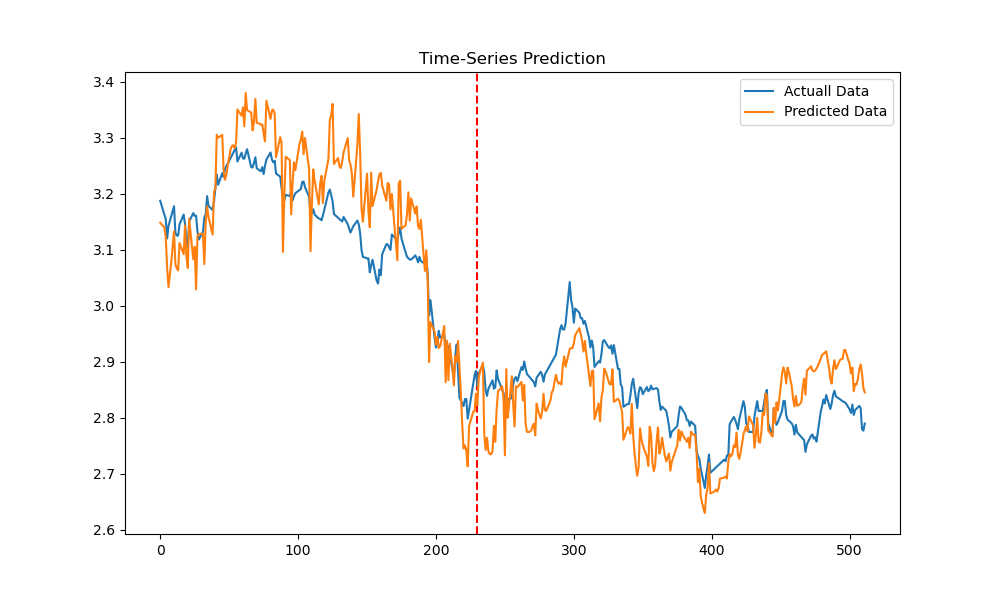 Time-Series Prediction
Actuall Data
Predicted Data
3.4
3.3
3.2
3.1
3.0
2.9
2.8
2.7
2.6
0 100 200 300 400 500